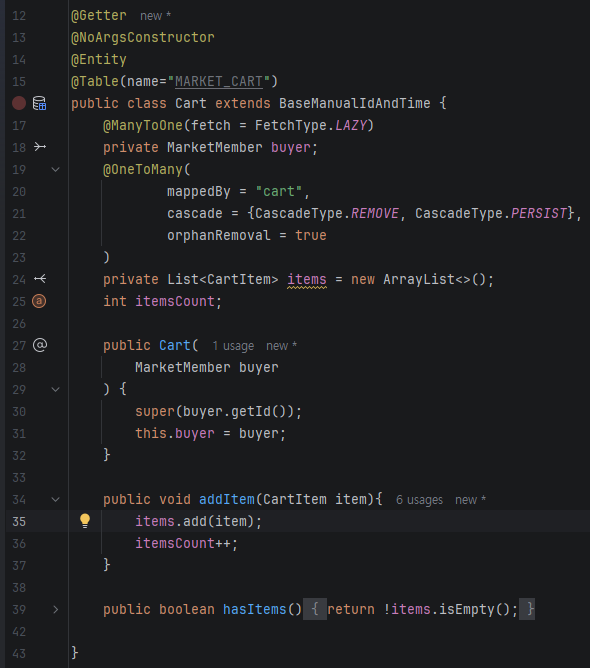 12 @Getter new *
13 @NoArgsConstructor
14 @Entity
15 @Table(name="MARKET_CART")
public class Cart extends BaseManualIdAndTime {
17 @ManyToOne(fetch = FetchType.LAZY)
18 private MarketMember buyer;
19 @OneToMany(
20 mappedBy = "cart",
21 cascade = {CascadeType.REMOVE, CascadeType.PERSIST},
22 orphanRemoval = true
23 )
24 private List<CartItem> items = new ArrayList<>();
25 a int itemsCount;
26
27 @ public Cart( 1 usage new *
28 MarketMember buyer
29 ) {
30 super(buyer.getId());
31 this.buyer = buyer;
32 }
33
34 public void addItem(CartItem item){ 6 usages new *
35 items.add(item);
36 itemsCount++;
37 }
38
39 public boolean hasItems() { return !items.isEmpty(); }
42
43 }